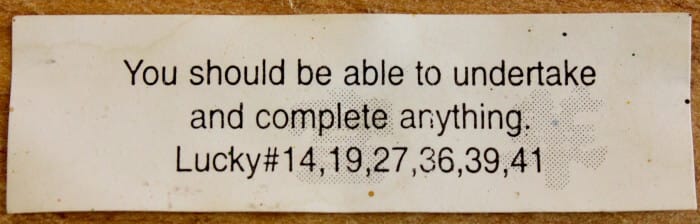 You should be able to undertake
and complete anything.
Lucky#14,19,27,36,39,41